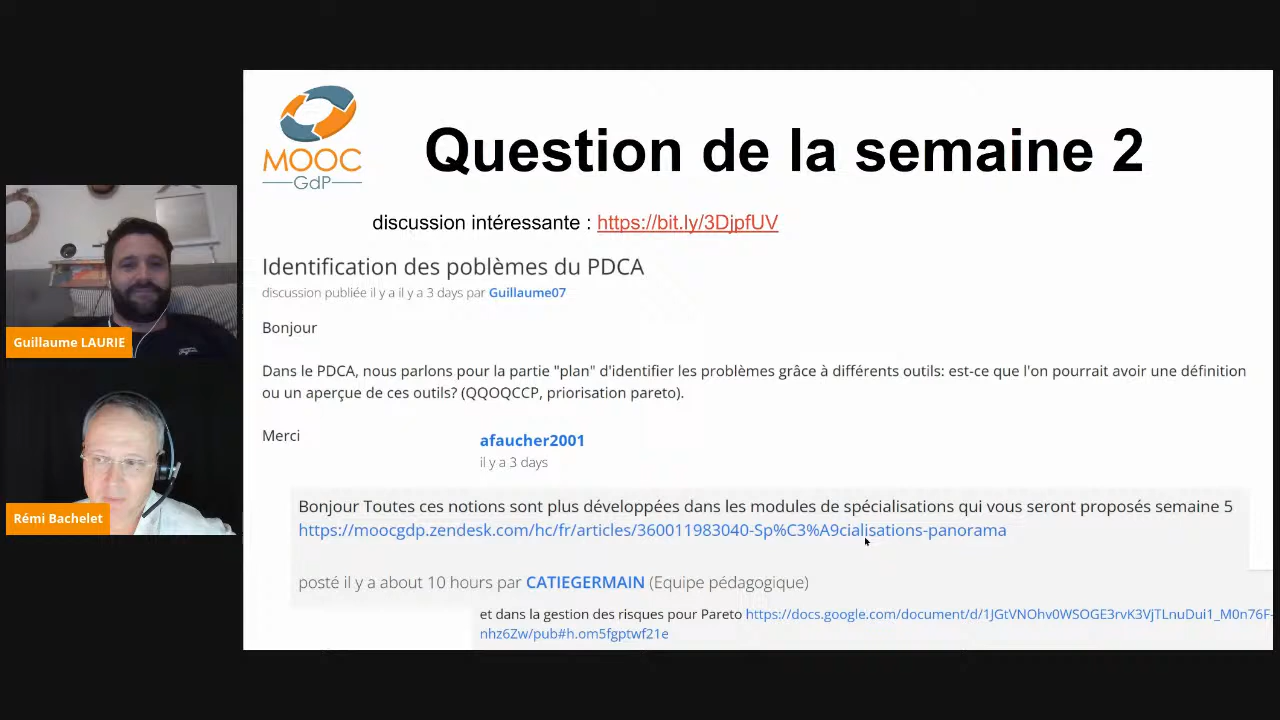 MOOC
GdP
Question de la semaine 2
discussion intéressante : https://bit.ly/3DjpfUV
Identification des poblèmes du PDCA
discussion publiée il y a il y a 3 days par Guillaume07
Bonjour
Dans le PDCA, nous parlons pour la partie "plan" d'identifier les problèmes grâce à différents outils: est-ce que l'on pourrait avoir une définition
ou un aperçue de ces outils? (QQOQCCP, priorisation pareto).
Merci
afaucher2001
il y a 3 days
Bonjour Toutes ces notions sont plus développées dans les modules de spécialisations qui vous seront proposés semaine 5
https://moocgdp.zendesk.com/hc/fr/articles/360011983040-Sp%C3%A9cialisations-panorama
posté il y a about 10 hours par CATIEGERMAIN (Equipe pédagogique)
et dans la gestion des risques pour Pareto https://docs.google.com/document/d/1JGtVNOhv0WSOGE3rvK3VjTLnuDui1_M0n76F-
nhz6Zw/pub#h.om5fgptwf21e
Guillaume LAURIE
Rémi Bachelet